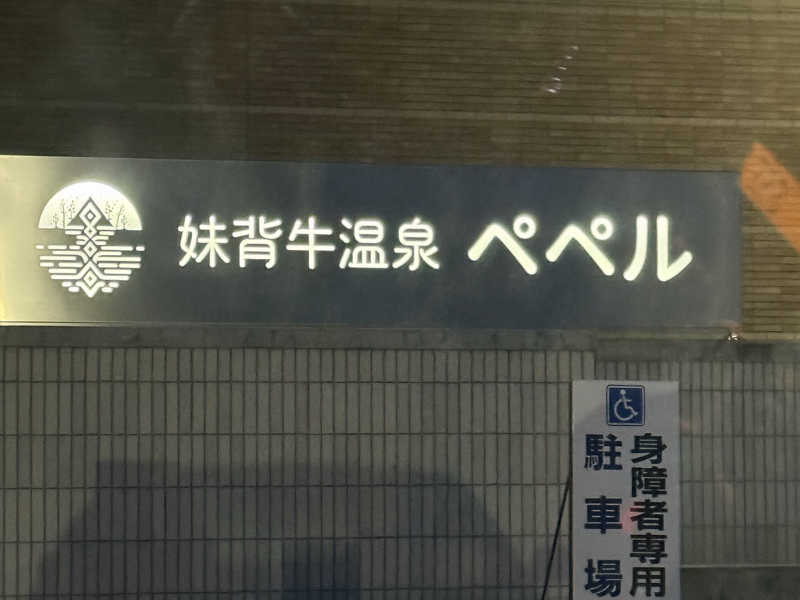 妹背牛温泉 ペペル
身障者専用
駐車場